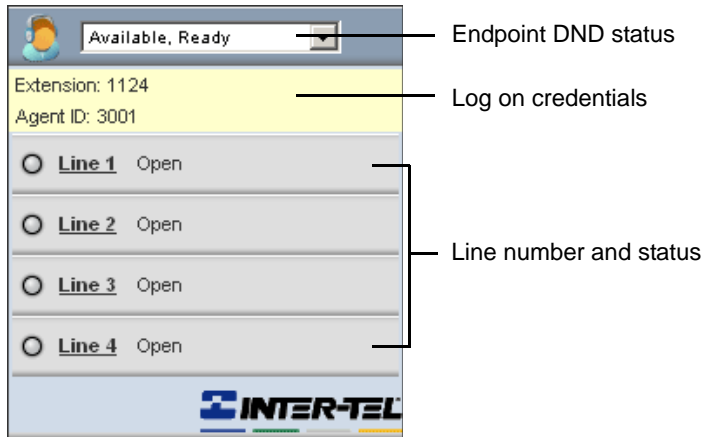 Available, Ready
Endpoint DND status
Extension: 1124
Agent ID: 3001
Log on credentials
Line 1 Open
Line 2 Open
Line 3 Open
Line 4 Open
Line number and status
INTER-TEL